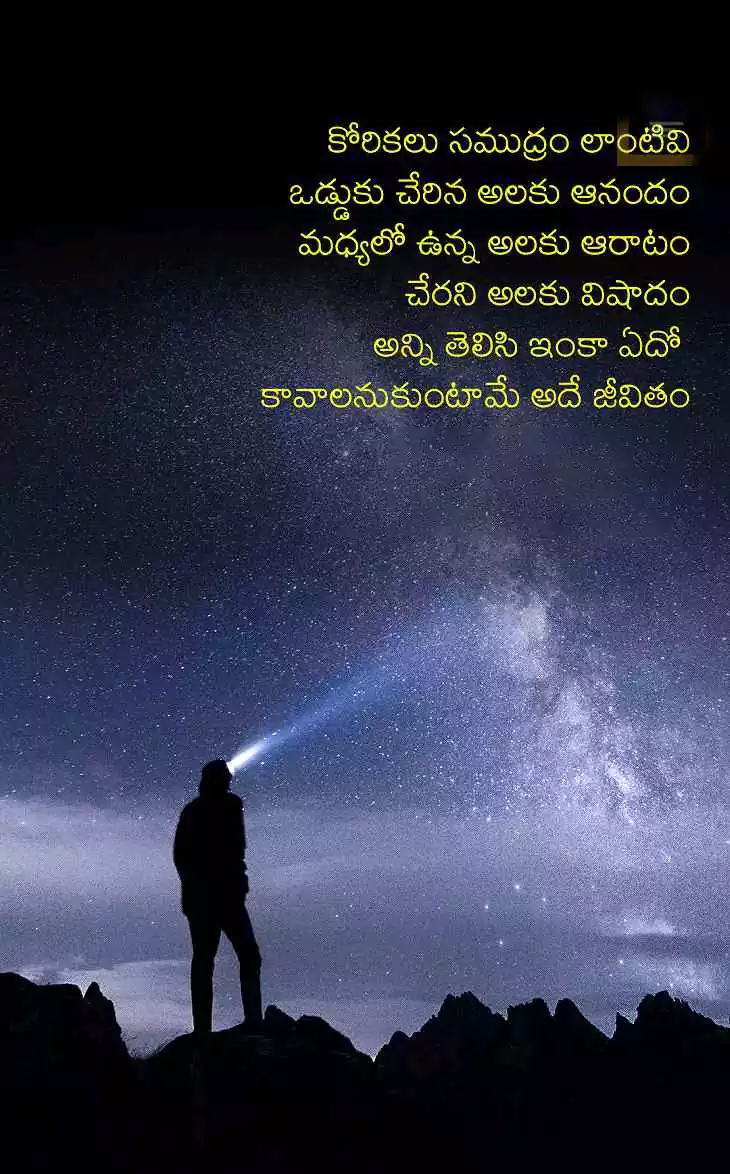 కోరికలు సముద్రం లాంటివి
ఒడ్డుకు చేరిన అలకు ఆనందం
మధ్యలో ఉన్న అలకు ఆరాటం
చేరని అలకు విషాదం
అన్ని తెలిసి ఇంకా ఏదో
కావాలనుకుంటామే అదే జీవితం